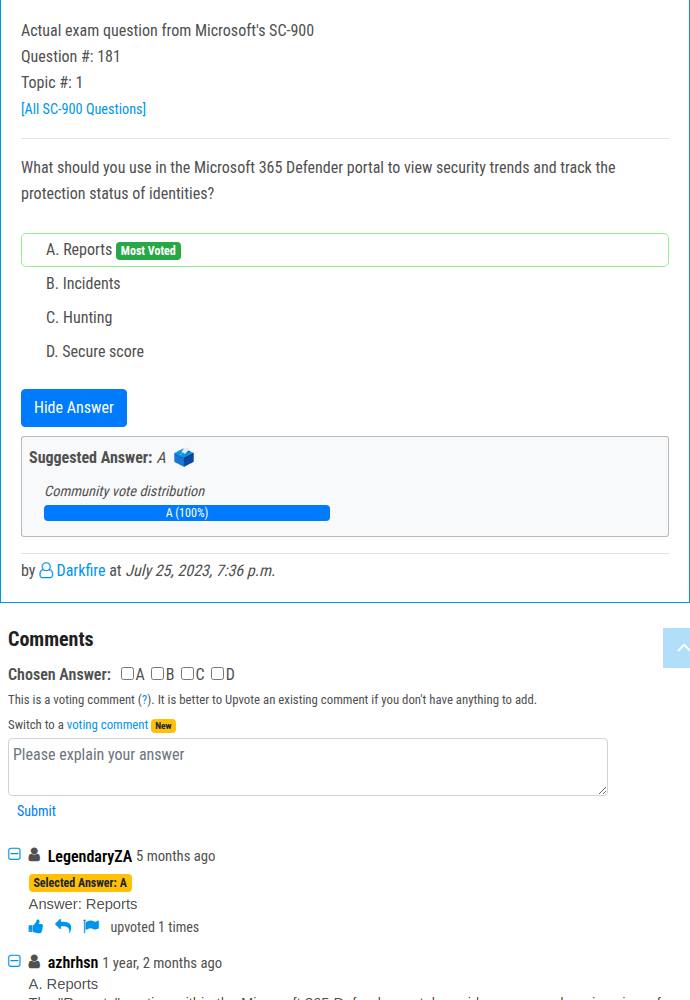 Actual exam question from Microsoft's SC-900
Question #: 181
Topic #: 1
[All SC-900 Questions]
What should you use in the Microsoft 365 Defender portal to view security trends and track the
protection status of identities?
A. Reports Most Voted
B. Incidents
C. Hunting
D. Secure score
Hide Answer
Suggested Answer: A
Community vote distribution
A (100%)
by Darkfire at July 25, 2023, 7:36 p.m.
Comments
Chosen Answer: A B C D
This is a voting comment (?). It is better to Upvote an existing comment if you don't have anything to add.
Switch to a voting comment New
Please explain your answer
Submit
LegendaryZA 5 months ago
Selected Answer: A
Answer: Reports
upvoted 1 times
azhrhsn 1 year, 2 months ago
A. Reports